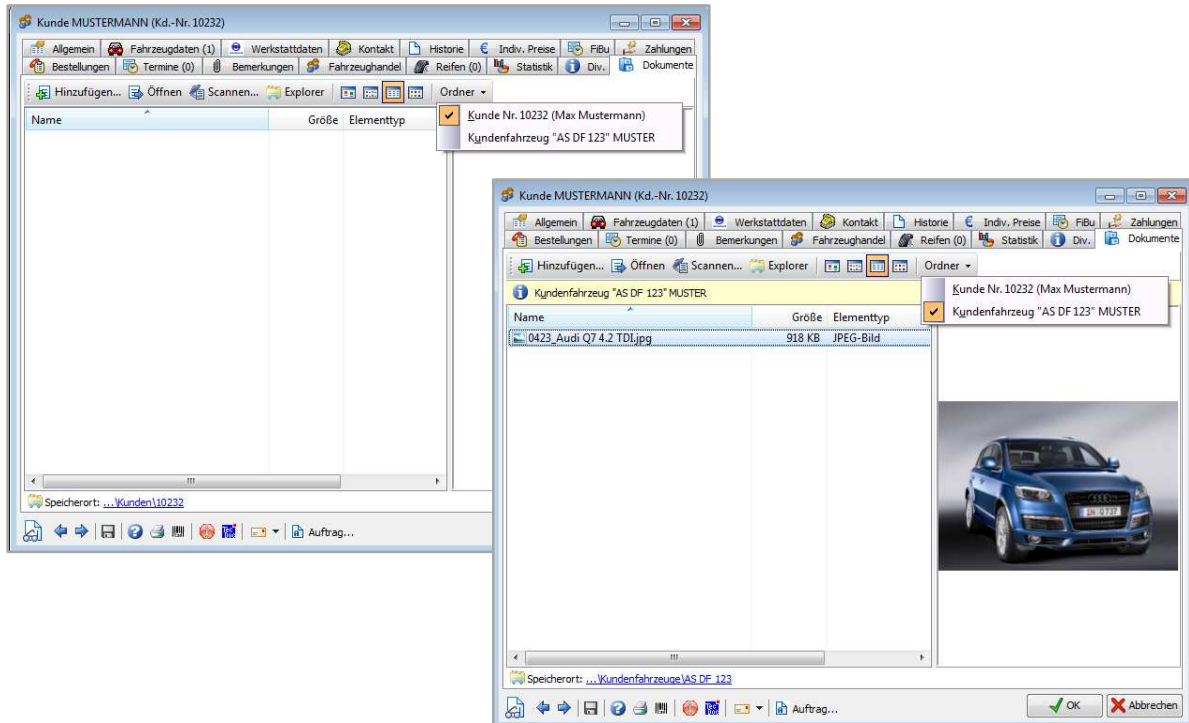 Kunde MUSTERMANN (Kd.-Nr. 10232)
Allgemein Fahrzeugdaten (1) Werkstattdaten Kontakt Historie Indiv. Preise FiBu Zahlungen
Bestellungen Termine (0) Bemerkungen Fahrzeughandel Reifen (0) Statistik Div. Dokumente
Hinzufügen... Öffnen Scannen... Explorer Ordner
Kunde Nr. 10232 (Max Mustermann)
Name Größe Elementtyp
Kundenfahrzeug "AS DF 123" MUSTER
Speicherort: ...\Kunden\10232
Auftrag...
Kunde MUSTERMANN (Kd.-Nr. 10232)
Allgemein Fahrzeugdaten (1) Werkstattdaten Kontakt Historie Indiv. Preise FiBu Zahlungen
Bestellungen Termine (0) Bemerkungen Fahrzeughandel Reifen (0) Statistik Div. Dokumente
Hinzufügen... Öffnen Scannen... Explorer Ordner
Kundenfahrzeug "AS DF 123" MUSTER
Kunde Nr. 10232 (Max Mustermann)
Kundenfahrzeug "AS DF 123" MUSTER
Name Größe Elementtyp
0423_Audi Q7 4.2 TDI.jpg 918 KB JPEG-Bild
IN Q 737
Speicherort: ...\Kundenfahrzeuge\AS DF 123
Auftrag... OK Abbrechen